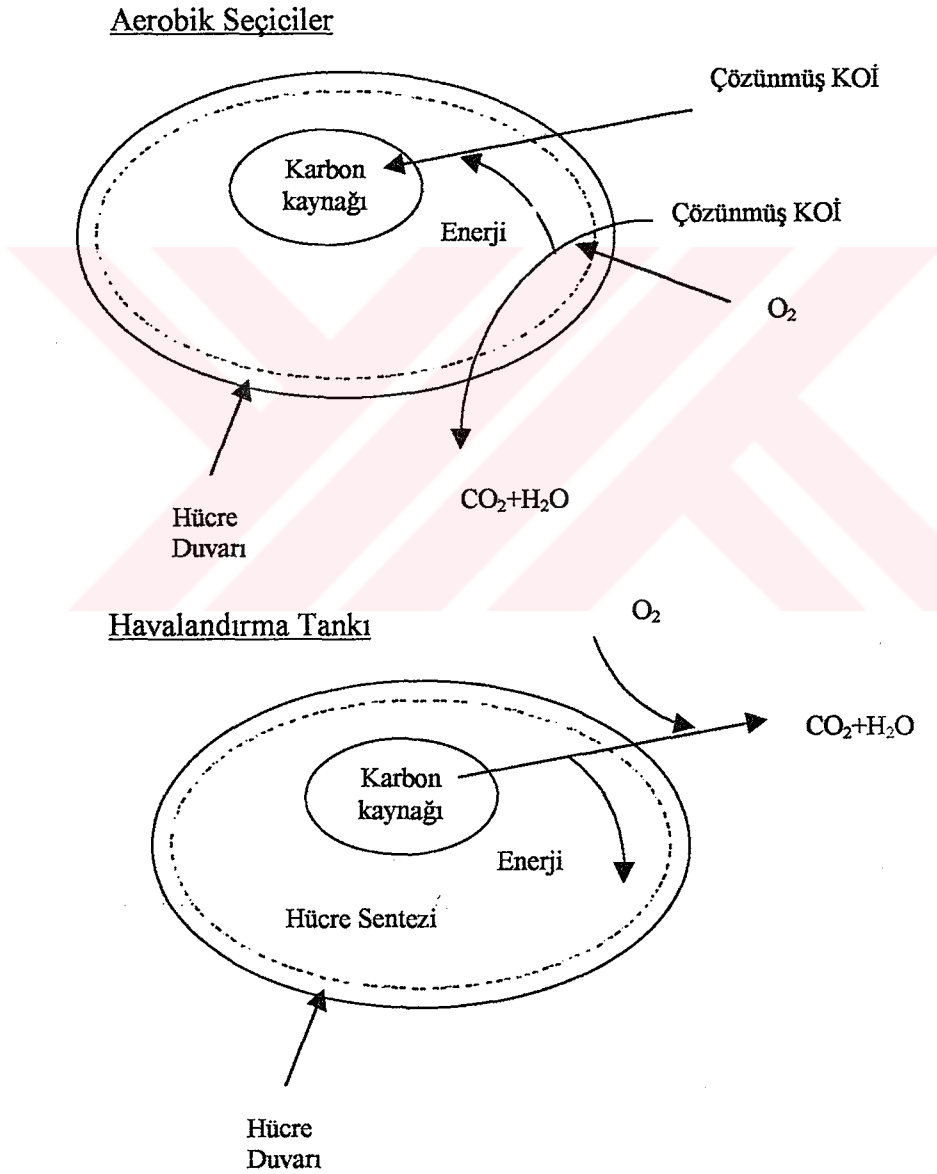 Aerobik Seçiciler
Çözünmüş KOİ
Karbon
kaynağı
Enerji
Çözünmüş KOİ
O₂
CO₂+H₂O
Hücre
Duvarı
Havalandırma Tankı
O₂
CO₂+H₂O
Karbon
kaynağı
Enerji
Hücre Sentezi
Hücre
Duvarı